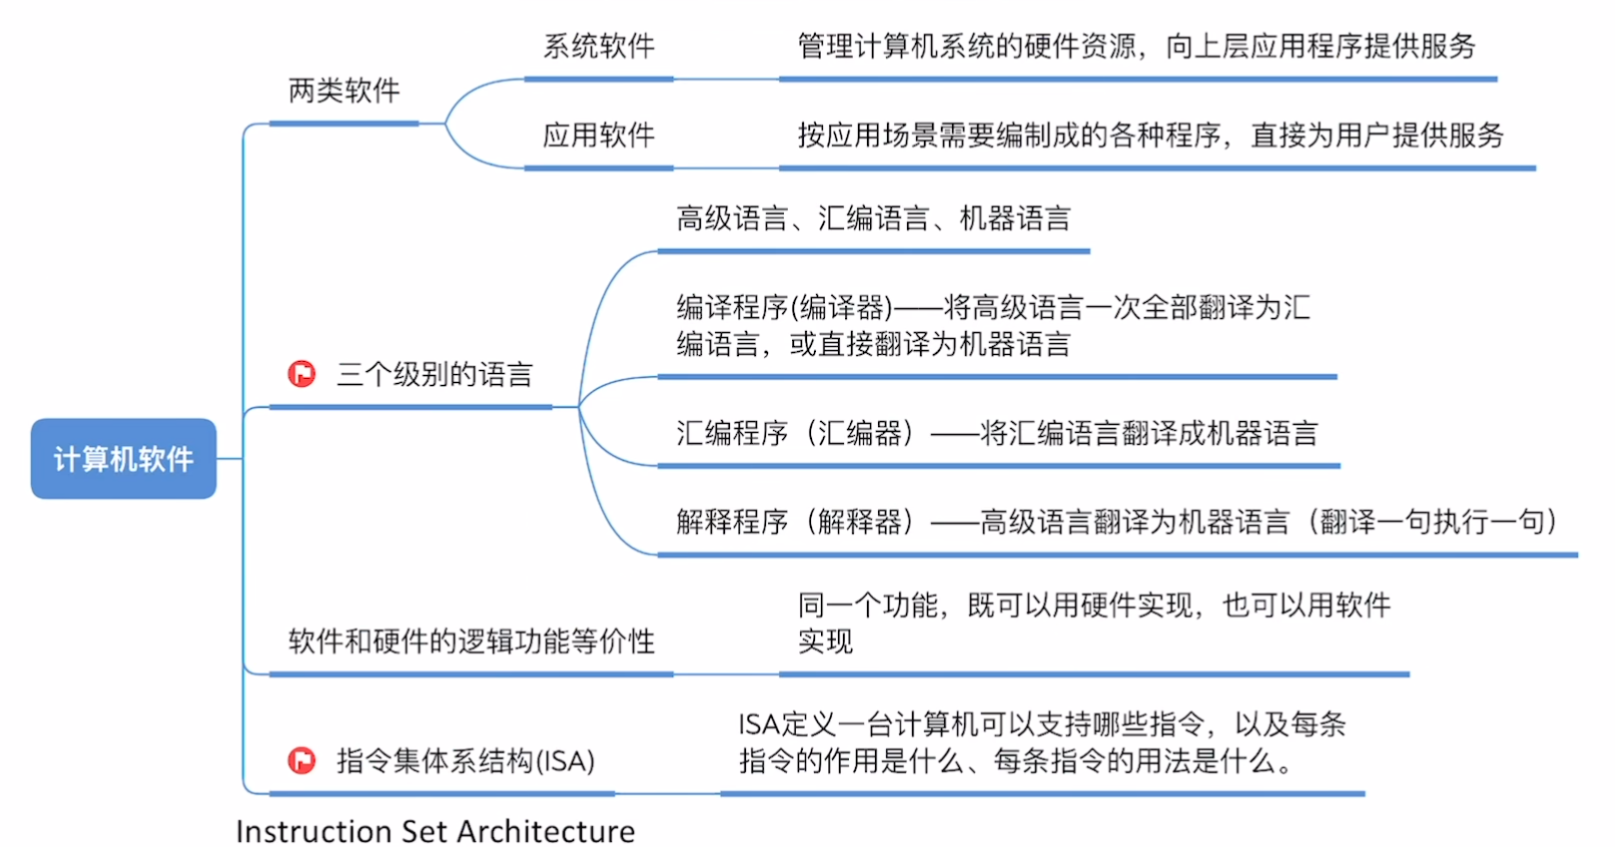 系统软件
管理计算机系统的硬件资源，向上层应用程序提供服务
两类软件
应用软件
按应用场景需要编制成的各种程序，直接为用户提供服务
高级语言、汇编语言、机器语言
编译程序(编译器)——将高级语言一次全部翻译为汇
编语言，或直接翻译为机器语言
三个级别的语言
汇编程序（汇编器）——将汇编语言翻译成机器语言
计算机软件
解释程序（解释器）——高级语言翻译为机器语言（翻译一句执行一句）
同一个功能，既可以用硬件实现，也可以用软件
实现
软件和硬件的逻辑功能等价性
ISA定义一台计算机可以支持哪些指令，以及每条
指令的作用是什么、每条指令的用法是什么。
指令集体系结构(ISA)
Instruction Set Architecture